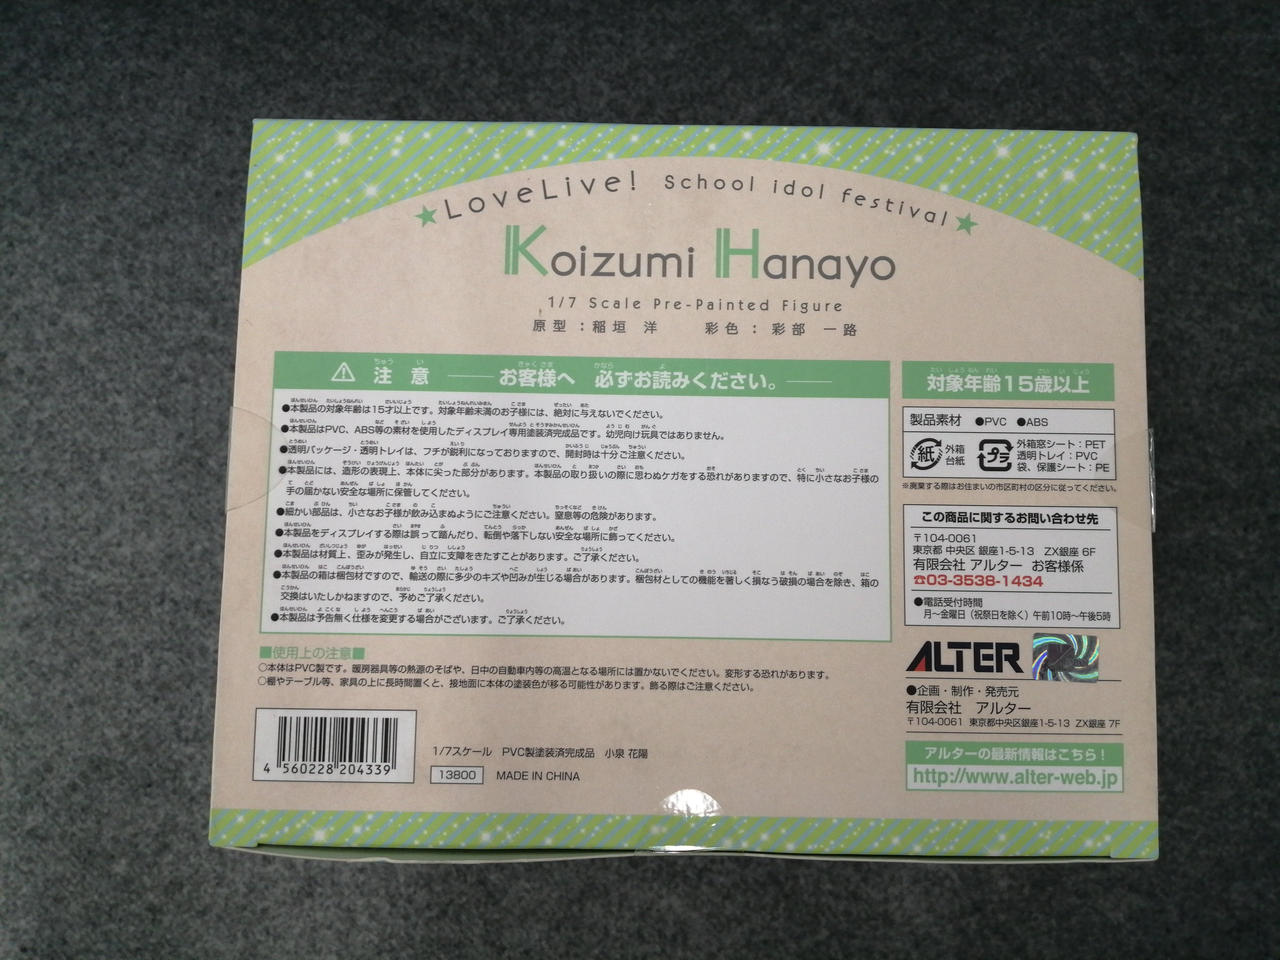 ★LoveLive! School idol festival★
Koizumi Hanayo
1/7 Scale Pre-Painted Figure
原型：稲垣 洋 彩色：彩部 一路
注意 お客様へ 必ずお読みください。
●本製品の対象年齢は15才以上です。対象年齢未満のお子様には、絶対に与えないでください。
●本製品はPVC、ABS等の素材を使用したディスプレイ専用塗装済完成品です。幼児向け玩具ではありません。
●透明パッケージ・透明トレイは、フチが鋭利になっておりますので、開封時は十分ご注意ください。
●本製品には、造形の表現上、本体に尖った部分があります。本製品の取り扱いの際に思わぬケガをする恐れがありますので、特に小さなお子様の
手の届かない安全な場所に保管してください。
●細かい部品は、小さなお子様が飲み込まぬようにご注意ください。窒息等の危険があります。
●本製品をディスプレイする際は誤って踏んだり、転倒や落下しない安全な場所に飾ってください。
●本製品は材質上、歪みが発生し、自立に支障をきたすことがあります。ご了承ください。
●本製品の箱は梱包材ですので、輸送の際に多少のキズや凹みが生じる場合があります。梱包材としての機能を著しく損なう破損の場合を除き、箱の
交換はいたしかねますので、予めご了承ください。
●本製品は予告無く仕様を変更する場合がございます。ご了承ください。
■使用上の注意■
○本体はPVC製です。暖房器具等の熱源のそばや、日中の自動車内等の高温となる場所には置かないでください。変形する恐れがあります。
○棚やテーブル等、家具の上に長時間置くと、接地面に本体の塗装色が移る可能性があります。飾る際はご注意ください。
4 560228 204339
1/7スケール PVC製塗装済完成品 小泉 花陽
13800 MADE IN CHINA
対象年齢15歳以上
製品素材 ●PVC ●ABS
紙 外箱
台紙
プラ 外箱窓シート：PET
透明トレイ：PVC
袋、保護シート：PE
※廃棄する際はお住まいの市区町村の区分に従ってください。
この商品に関するお問い合わせ先
〒104-0061
東京都 中央区 銀座1-5-13 ZX銀座 6F
有限会社 アルター お客様係
☎03-3538-1434
●電話受付時間
月～金曜日（祝祭日を除く）午前10時～午後5時
ALTER
●企画・制作・発売元
有限会社 アルター
〒104-0061 東京都中央区銀座1-5-13 ZX銀座 7F
アルターの最新情報はこちら！
http://www.alter-web.jp